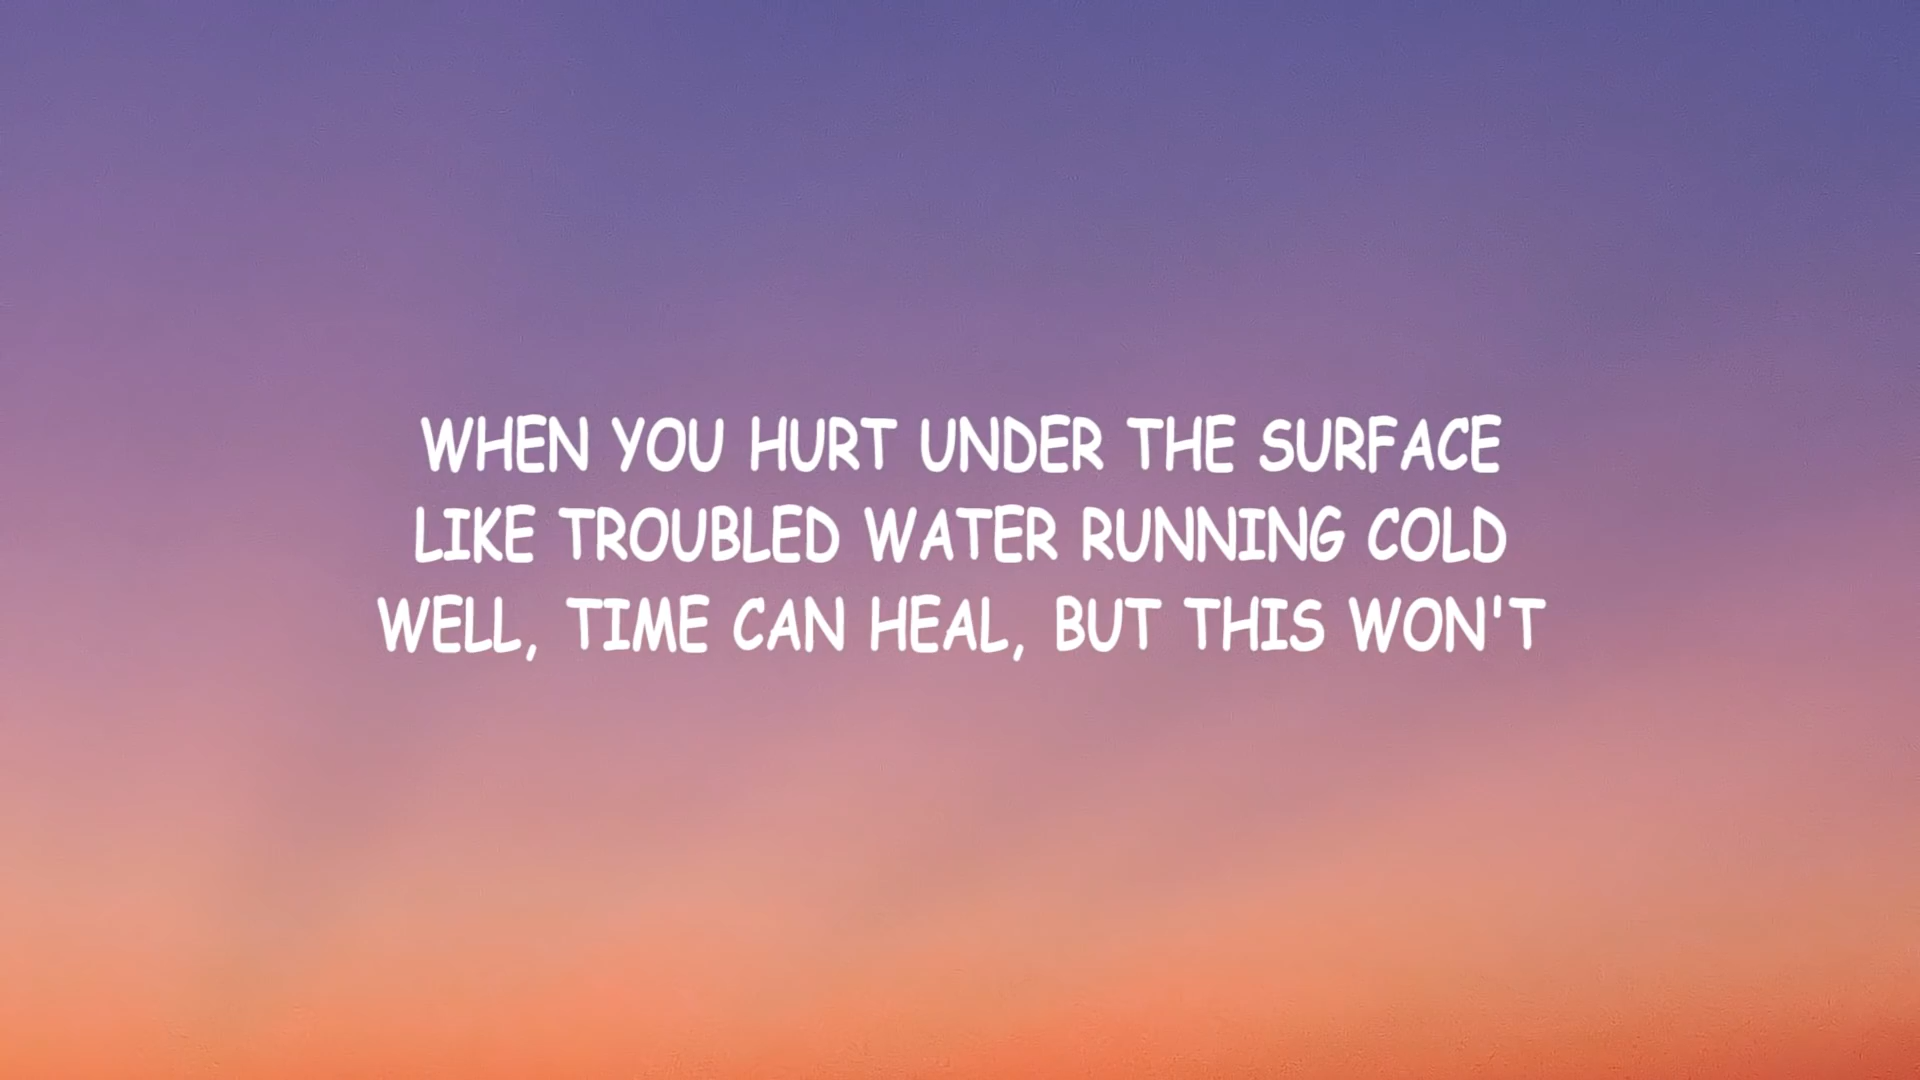 WHEN YOU HURT UNDER THE SURFACE
LIKE TROUBLED WATER RUNNING COLD
WELL, TIME CAN HEAL, BUT THIS WON'T